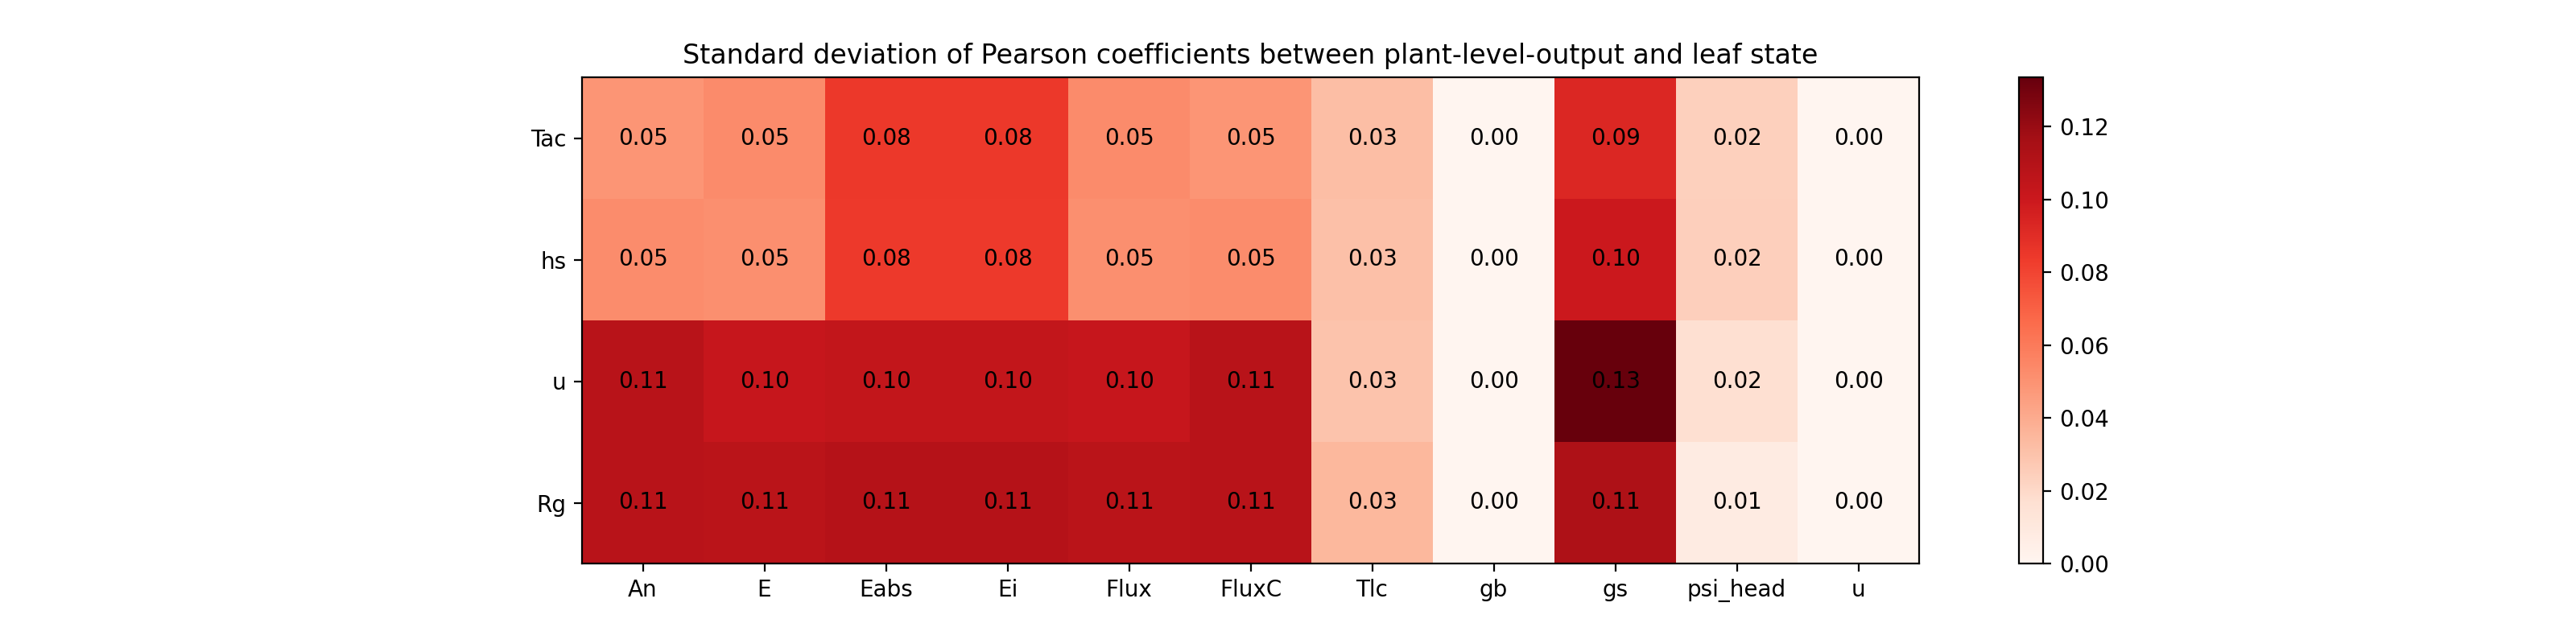 Standard deviation of Pearson coefficients between plant-level-output and leaf state
Tac 0.05 0.05 0.08 0.08 0.05 0.05 0.03 0.00 0.09 0.02 0.00
hs 0.05 0.05 0.08 0.08 0.05 0.05 0.03 0.00 0.10 0.02 0.00
u 0.11 0.10 0.10 0.10 0.10 0.11 0.03 0.00 0.13 0.02 0.00
Rg 0.11 0.11 0.11 0.11 0.11 0.11 0.03 0.00 0.11 0.01 0.00
An E Eabs Ei Flux FluxC Tlc gb gs psi_head u
0.12
0.10
0.08
0.06
0.04
0.02
0.00